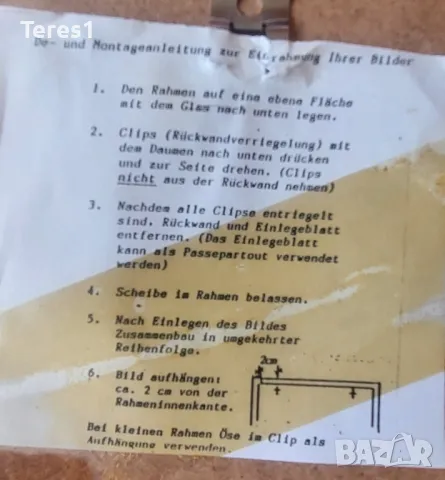 Teres1
De- und Montageanleitung zur Einrahmung Ihrer Bilder
1. Den Rahmen auf eine ebene Fläche
mit dem Glas nach unten legen.
2. Clips (Rückwandverriegelung) mit
dem Daumen nach unten drücken
und zur Seite drehen. (Clips
nicht aus der Rückwand nehmen)
3. Nachdem alle Clipse entriegelt
sind, Rückwand und Einlegeblatt
entfernen. (Das Einlegeblatt
kann als Passepartout verwendet
werden)
4. Scheibe im Rahmen belassen.
5. Nach Einlegen des Bildes
Zusammenbau in umgekehrter
Reihenfolge.
2cm
6. Bild aufhängen:
ca. 2 cm von der
Rahmeninnenkante.
Bei kleinen Rahmen Öse im Clip als
Aufhängung verwenden.
BAZAR